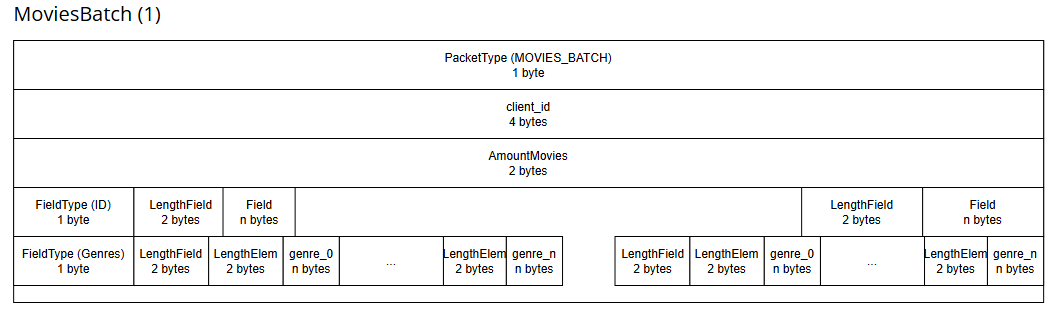 MoviesBatch (1)
PacketType (MOVIES_BATCH)
1 byte
client_id
4 bytes
AmountMovies
2 bytes
FieldType (ID)
1 byte
LengthField
2 bytes
Field
n bytes
LengthField
2 bytes
Field
n bytes
FieldType (Genres)
1 byte
LengthField
2 bytes
LengthElem
2 bytes
genre_0
n bytes
...
LengthElem
2 bytes
genre_n
n bytes
LengthField
2 bytes
LengthElem
2 bytes
genre_0
n bytes
...
LengthElem
2 bytes
genre_n
n bytes